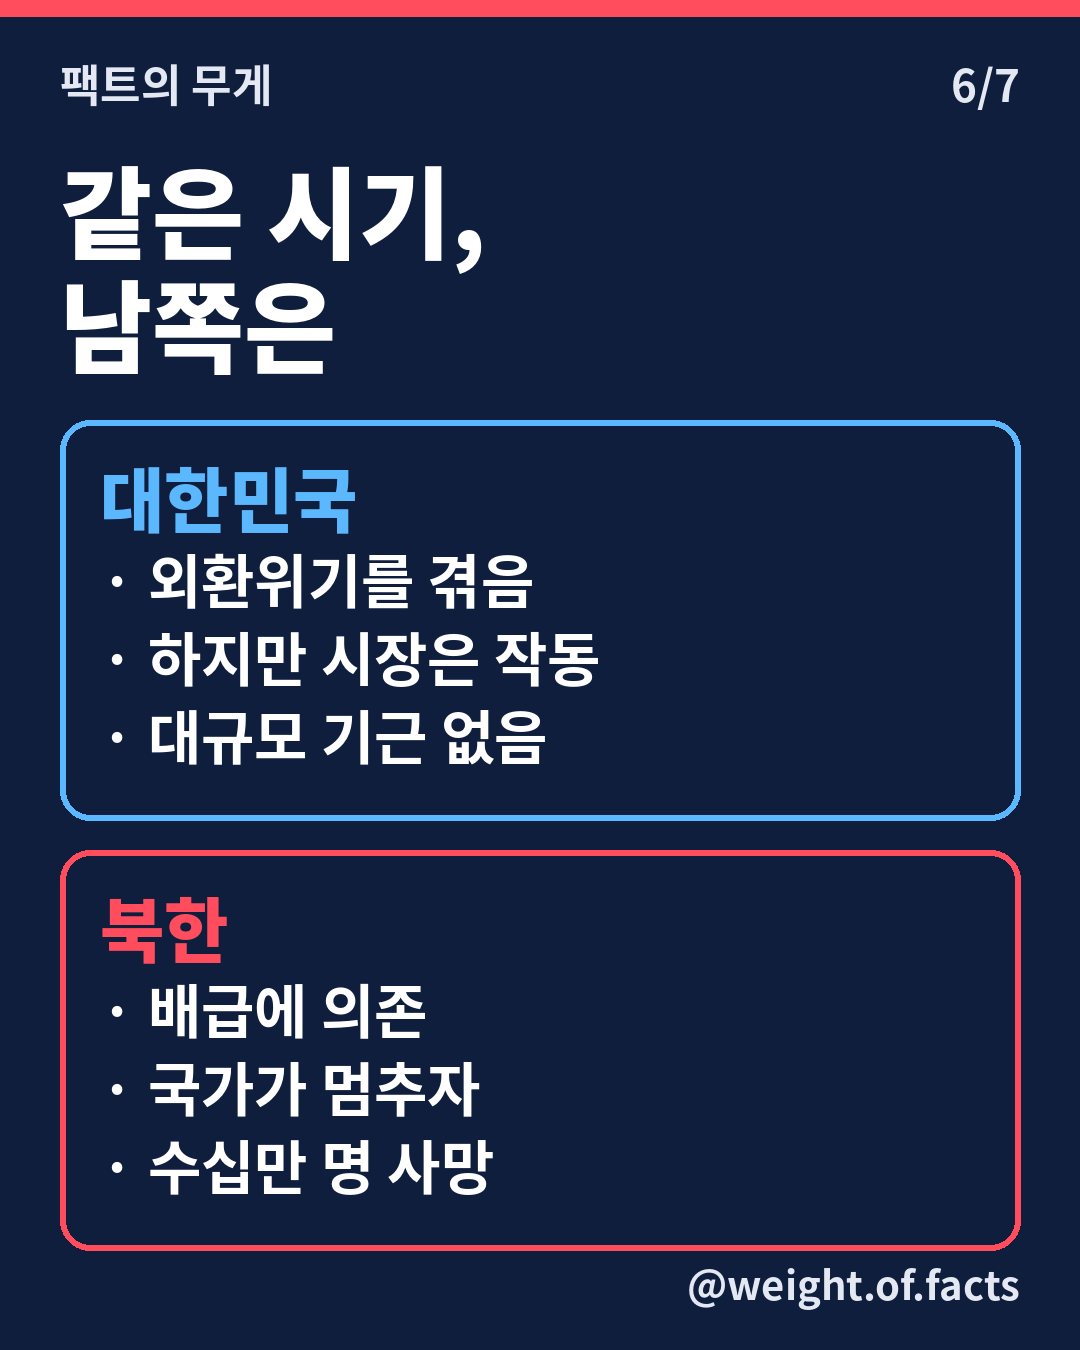 팩트의 무게
6/7
같은 시기,
남쪽은
대한민국
· 외환위기를 겪음
· 하지만 시장은 작동
· 대규모 기근 없음
북한
· 배급에 의존
· 국가가 멈추자
· 수십만 명 사망
@weight.of.facts